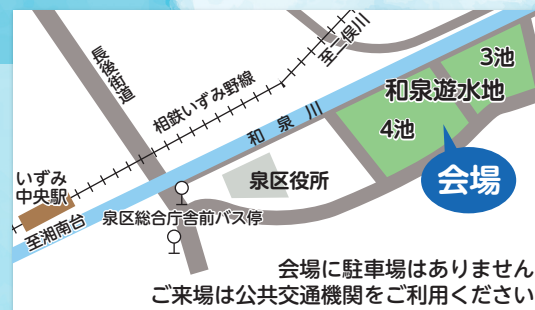 長後街道
相鉄いずみ野線
至二俣川
和泉川
3池
和泉遊水地
4池
会場
泉区役所
いずみ
中央駅
至湘南台
泉区総合庁舎前バス停
会場に駐車場はありません
ご来場は公共交通機関をご利用ください